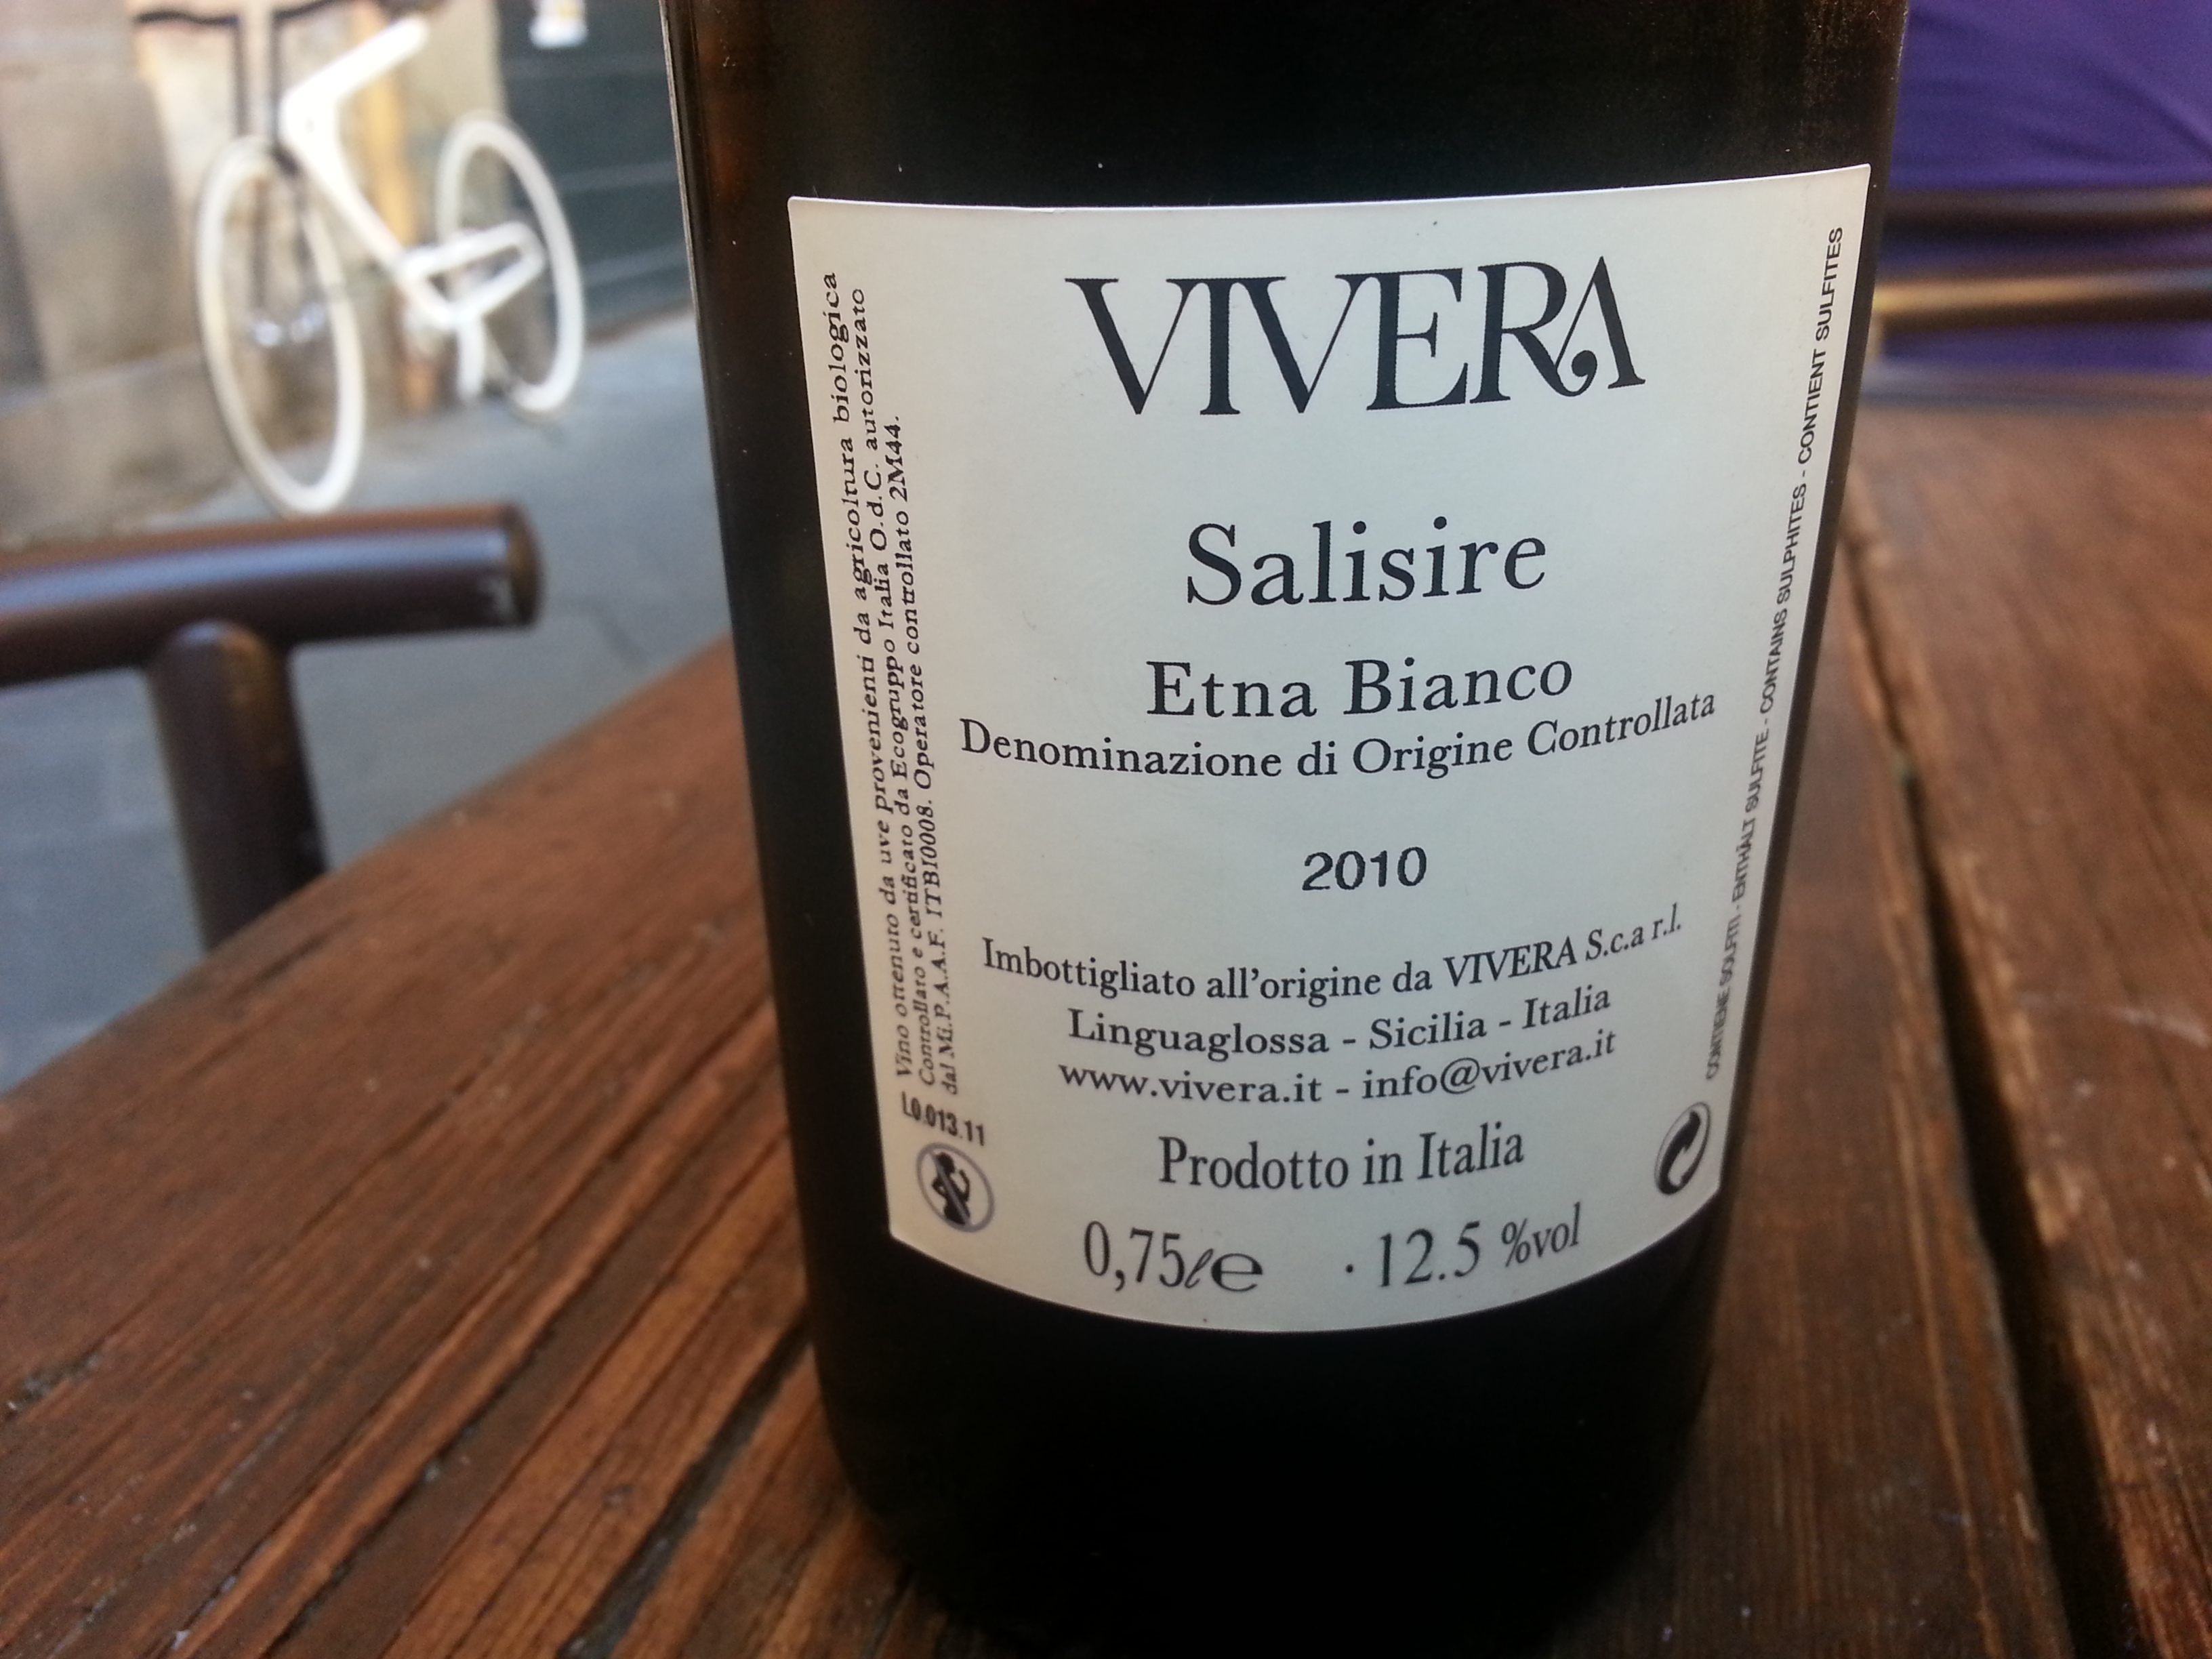 VIVERA
Salisire
Etna Bianco
Denominazione di Origine Controllata
2010
Imbottigliato all'origine da VIVERA S.c.a r.l.
Linguaglossa - Sicilia - Italia
www.vivera.it - info@vivera.it
Prodotto in Italia
0,75 ℓ e · 12.5 %vol
Vino ottenuto da uve provenienti da agricoltura biologica
Controllato e certificato da Ecogruppo Italia O.d.C. autorizzato
dal Mi.P.A.A.F. ITBI0008. Operatore controllato 2M44.
L0.013.11
CONTIENE SOLFITI - ENTHÄLT SULFITE - CONTAINS SULPHITES - CONTIENT SULFITES